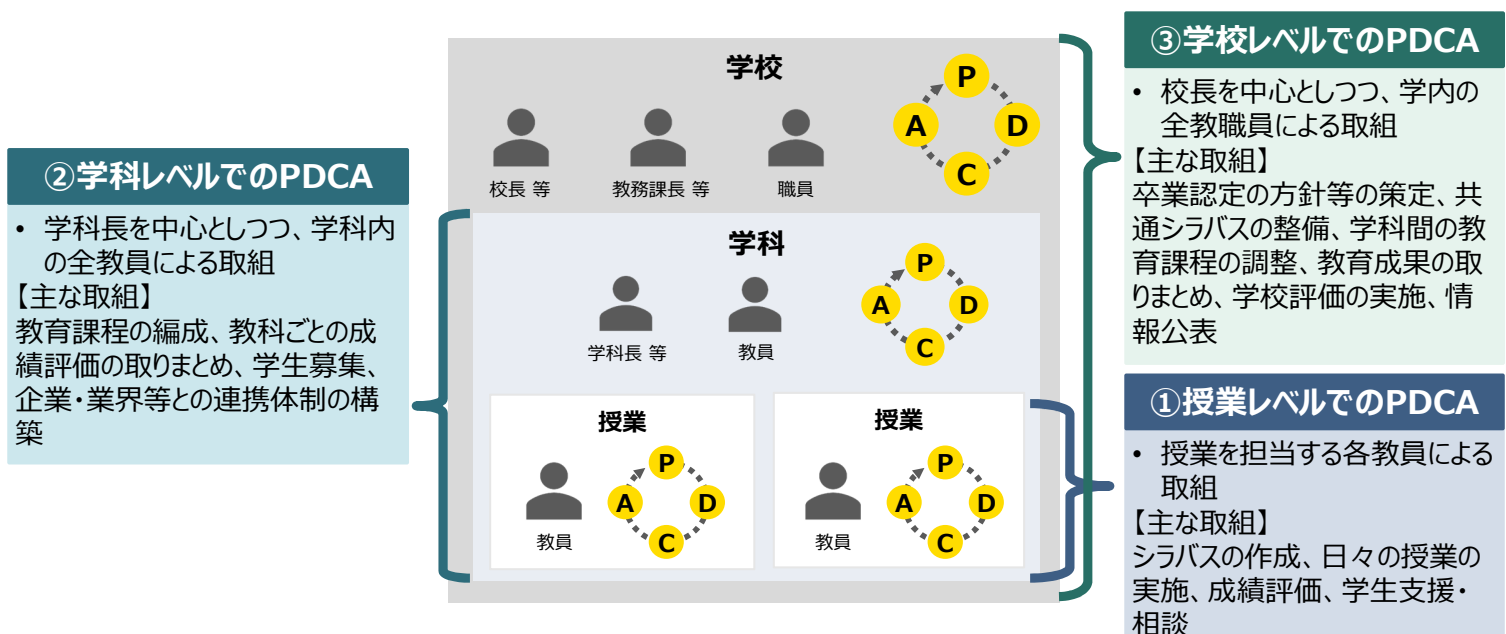 ②学科レベルでのPDCA
• 学科長を中心としつつ、学科内
の全教員による取組
【主な取組】
教育課程の編成、教科ごとの成
績評価の取りまとめ、学生募集、
企業・業界等との連携体制の構
築
学校
P
A
D
C
校長 等
教務課長 等
職員
学科
P
A
D
C
学科長 等
教員
授業
P
A
D
C
教員
授業
P
A
D
C
教員
③学校レベルでのPDCA
• 校長を中心としつつ、学内の
全教職員による取組
【主な取組】
卒業認定の方針等の策定、共
通シラバスの整備、学科間の教
育課程の調整、教育成果の取
りまとめ、学校評価の実施、情
報公表
①授業レベルでのPDCA
• 授業を担当する各教員による
取組
【主な取組】
シラバスの作成、日々の授業の
実施、成績評価、学生支援・
相談